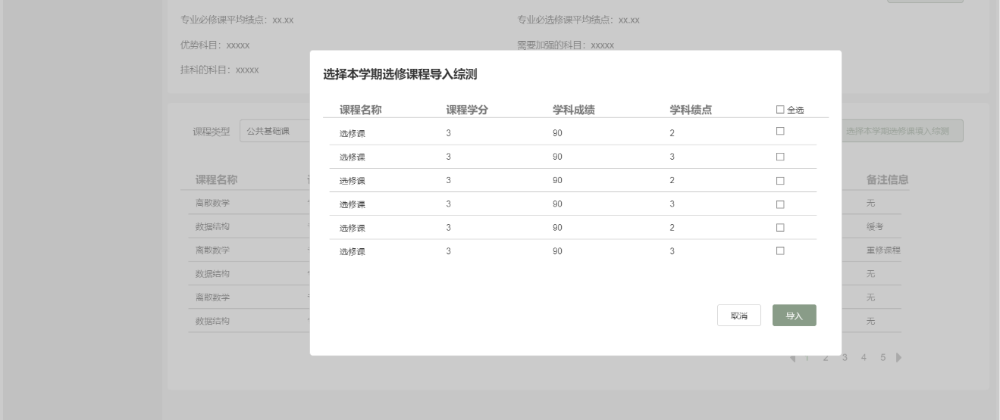 专业必修课平均绩点：xx.xx 专业必选修课平均绩点：xx.xx
优势科目：xxxxx 需要加强的科目：xxxxx
挂科的科目：xxxxx
选择本学期选修课程导入综测
课程名称 课程学分 学科成绩 学科绩点 全选
选修课 3 90 2
选修课 3 90 3
选修课 3 90 2
选修课 3 90 3
选修课 3 90 2
选修课 3 90 3
取消 导入
课程类型 公共基础课 选择本学期选修课填入综测
课程名称 备注信息
离散数学 无
数据结构 缓考
离散数学 重修课程
数据结构 无
离散数学 无
数据结构 无
1 2 3 4 5